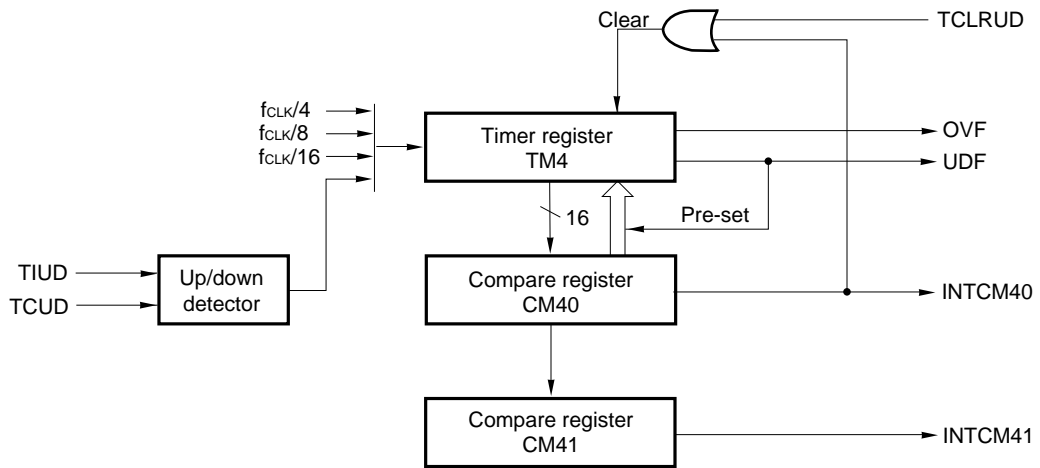 Clear
TCLRUD
fCLK/4
fCLK/8
fCLK/16
Timer register
TM4
OVF
UDF
16
Pre-set
TIUD
TCUD
Up/down
detector
Compare register
CM40
INTCM40
Compare register
CM41
INTCM41